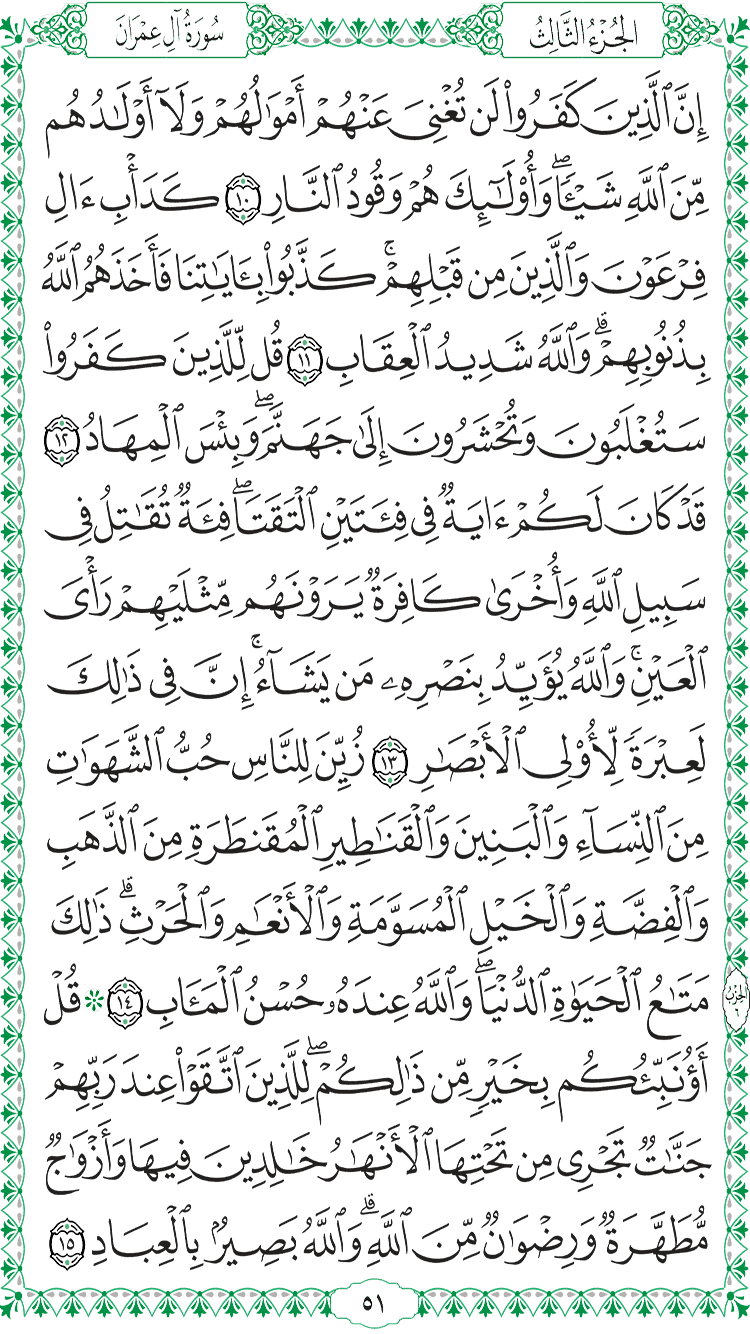 الجُزْءُ الثَّالِثُ
سُورَةُ آلِ عِمْرَانَ
إِنَّ ٱلَّذِينَ كَفَرُوا۟ لَن تُغْنِىَ عَنْهُمْ أَمْوَٰلُهُمْ وَلَآ أَوْلَـٰدُهُم
مِّنَ ٱللَّهِ شَيْـًٔا ۖ وَأُو۟لَـٰٓئِكَ هُمْ وَقُودُ ٱلنَّارِ ١٠ كَدَأْبِ ءَالِ
فِرْعَوْنَ وَٱلَّذِينَ مِن قَبْلِهِمْ ۚ كَذَّبُوا۟ بِـَٔايَـٰتِنَا فَأَخَذَهُمُ ٱللَّهُ
بِذُنُوبِهِمْ ۗ وَٱللَّهُ شَدِيدُ ٱلْعِقَابِ ١١ قُل لِّلَّذِينَ كَفَرُوا۟
سَتُغْلَبُونَ وَتُحْشَرُونَ إِلَىٰ جَهَنَّمَ ۖ وَبِئْسَ ٱلْمِهَادُ ١٢
قَدْ كَانَ لَكُمْ ءَايَةٌ فِى فِئَتَيْنِ ٱلْتَقَتَا ۖ فِئَةٌ تُقَـٰتِلُ فِى
سَبِيلِ ٱللَّهِ وَأُخْرَىٰ كَافِرَةٌ يَرَوْنَهُم مِّثْلَيْهِمْ رَأْىَ
ٱلْعَيْنِ ۚ وَٱللَّهُ يُؤَيِّدُ بِنَصْرِهِۦ مَن يَشَآءُ ۚ إِنَّ فِى ذَٰلِكَ
لَعِبْرَةً لِّأُو۟لِى ٱلْأَبْصَـٰرِ ١٣ زُيِّنَ لِلنَّاسِ حُبُّ ٱلشَّهَوَٰتِ
مِنَ ٱلنِّسَآءِ وَٱلْبَنِينَ وَٱلْقَنَـٰطِيرِ ٱلْمُقَنطَرَةِ مِنَ ٱلذَّهَبِ
وَٱلْفِضَّةِ وَٱلْخَيْلِ ٱلْمُسَوَّمَةِ وَٱلْأَنْعَـٰمِ وَٱلْحَرْثِ ۗ ذَٰلِكَ
مَتَـٰعُ ٱلْحَيَوٰةِ ٱلدُّنْيَا ۖ وَٱللَّهُ عِندَهُۥ حُسْنُ ٱلْمَـَٔابِ ١٤ ۞ قُلْ
الحزب
٦
أَؤُنَبِّئُكُم بِخَيْرٍ مِّن ذَٰلِكُمْ ۖ لِلَّذِينَ ٱتَّقَوْا۟ عِندَ رَبِّهِمْ
جَنَّـٰتٌ تَجْرِى مِن تَحْتِهَا ٱلْأَنْهَـٰرُ خَـٰلِدِينَ فِيهَا وَأَزْوَٰجٌ
مُّطَهَّرَةٌ وَرِضْوَٰنٌ مِّنَ ٱللَّهِ ۗ وَٱللَّهُ بَصِيرٌۢ بِٱلْعِبَادِ ١٥
٥١